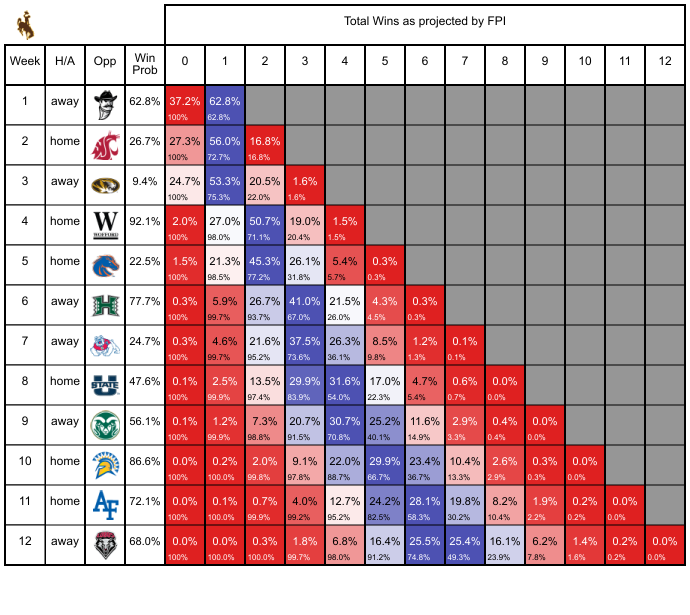 Total Wins as projected by FPI
Week H/A Opp Win Prob 0 1 2 3 4 5 6 7 8 9 10 11 12
1 away 62.8% 37.2% 62.8%
100% 62.8%
2 home 26.7% 27.3% 56.0% 16.8%
100% 72.7% 16.8%
3 away 9.4% 24.7% 53.3% 20.5% 1.6%
100% 75.3% 22.0% 1.6%
4 home W WOFFORD 92.1% 2.0% 27.0% 50.7% 19.0% 1.5%
100% 98.0% 71.1% 20.4% 1.5%
5 home 22.5% 1.5% 21.3% 45.3% 26.1% 5.4% 0.3%
100% 98.5% 77.2% 31.8% 5.7% 0.3%
6 away H 77.7% 0.3% 5.9% 26.7% 41.0% 21.5% 4.3% 0.3%
100% 99.7% 93.7% 67.0% 26.0% 4.5% 0.3%
7 away 24.7% 0.3% 4.6% 21.6% 37.5% 26.3% 8.5% 1.2% 0.1%
100% 99.7% 95.2% 73.6% 36.1% 9.8% 1.3% 0.1%
8 home U STATE 47.6% 0.1% 2.5% 13.5% 29.9% 31.6% 17.0% 4.7% 0.6% 0.0%
100% 99.9% 97.4% 83.9% 54.0% 22.3% 5.4% 0.7% 0.0%
9 away 56.1% 0.1% 1.2% 7.3% 20.7% 30.7% 25.2% 11.6% 2.9% 0.4% 0.0%
100% 99.9% 98.8% 91.5% 70.8% 40.1% 14.9% 3.3% 0.4% 0.0%
10 home 86.6% 0.0% 0.2% 2.0% 9.1% 22.0% 29.9% 23.4% 10.4% 2.6% 0.3% 0.0%
100% 100.0% 99.8% 97.8% 88.7% 66.7% 36.7% 13.3% 2.9% 0.3% 0.0%
11 home AF 72.1% 0.0% 0.1% 0.7% 4.0% 12.7% 24.2% 28.1% 19.8% 8.2% 1.9% 0.2% 0.0%
100% 100.0% 99.9% 99.2% 95.2% 82.5% 58.3% 30.2% 10.4% 2.2% 0.2% 0.0%
12 away 68.0% 0.0% 0.0% 0.3% 1.8% 6.8% 16.4% 25.5% 25.4% 16.1% 6.2% 1.4% 0.2% 0.0%
100% 100.0% 100.0% 99.7% 98.0% 91.2% 74.8% 49.3% 23.9% 7.8% 1.6% 0.2% 0.0%